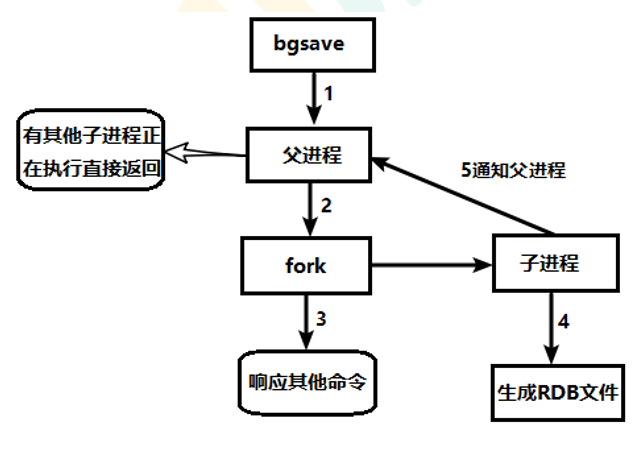 bgsave
1
有其他子进程正
在执行直接返回
父进程
5通知父进程
2
fork
子进程
3
4
响应其他命令
生成RDB文件